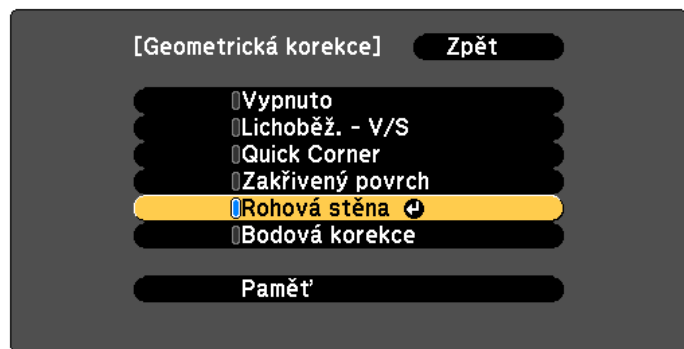 [Geometrická korekce] Zpět
Vypnuto
Lichoběž. - V/S
Quick Corner
Zakřivený povrch
Rohová stěna
Bodová korekce
Paměť